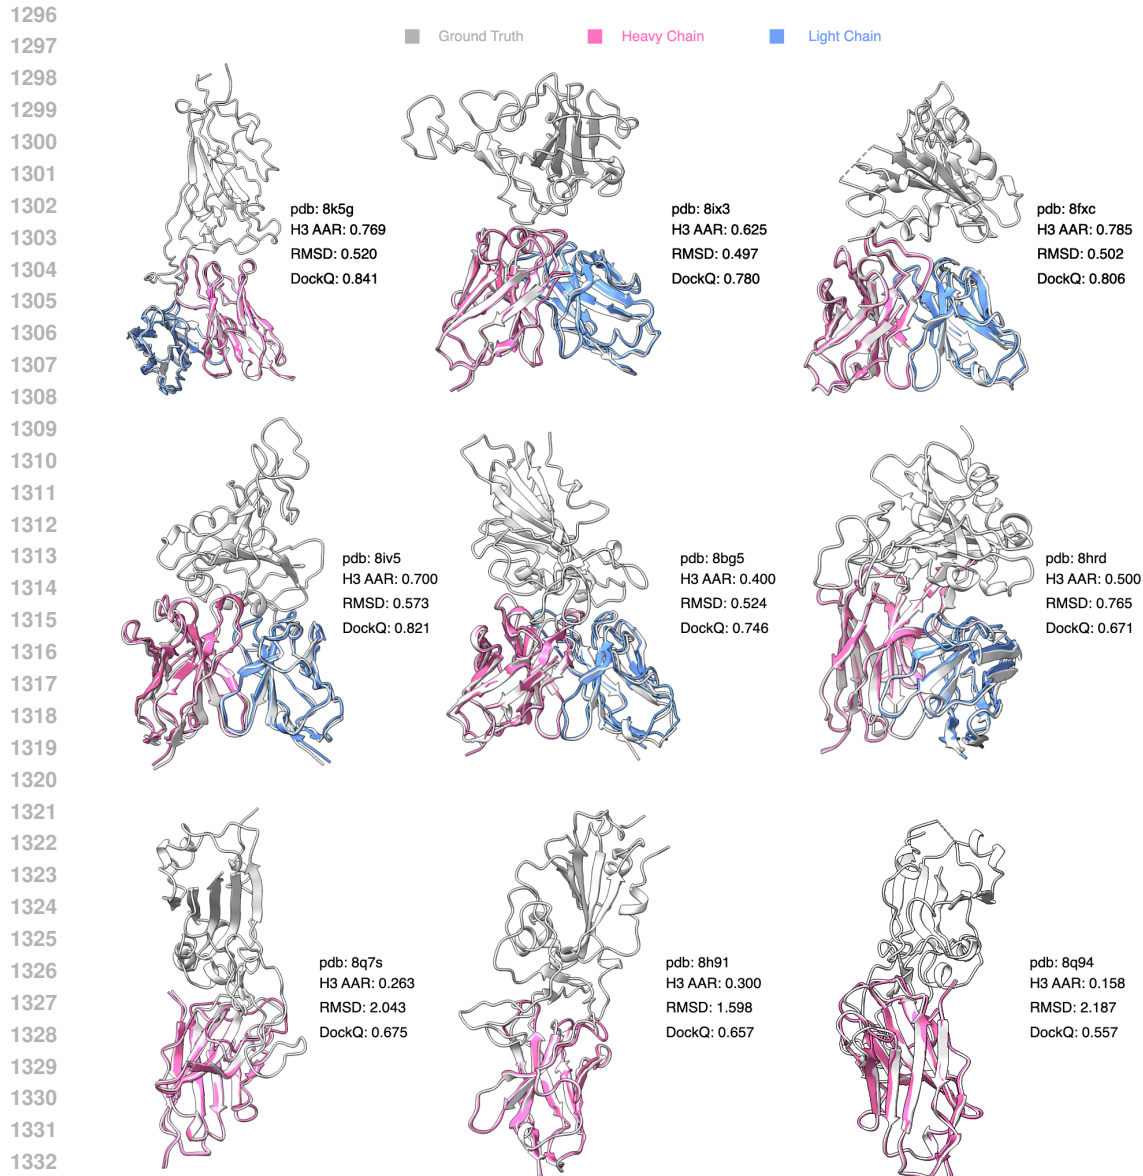 1296
1297
Ground Truth Heavy Chain Light Chain
1298
1299
1300
1301
1302
1303
1304
1305
1306
1307
1308
pdb: 8k5g
H3 AAR: 0.769
RMSD: 0.520
DockQ: 0.841
pdb: 8ix3
H3 AAR: 0.625
RMSD: 0.497
DockQ: 0.780
pdb: 8fxc
H3 AAR: 0.785
RMSD: 0.502
DockQ: 0.806
1309
1310
1311
1312
1313
1314
1315
1316
1317
1318
1319
1320
pdb: 8iv5
H3 AAR: 0.700
RMSD: 0.573
DockQ: 0.821
pdb: 8bg5
H3 AAR: 0.400
RMSD: 0.524
DockQ: 0.746
pdb: 8hrd
H3 AAR: 0.500
RMSD: 0.765
DockQ: 0.671
1321
1322
1323
1324
1325
1326
1327
1328
1329
1330
1331
1332
pdb: 8q7s
H3 AAR: 0.263
RMSD: 2.043
DockQ: 0.675
pdb: 8h91
H3 AAR: 0.300
RMSD: 1.598
DockQ: 0.657
pdb: 8q94
H3 AAR: 0.158
RMSD: 2.187
DockQ: 0.557